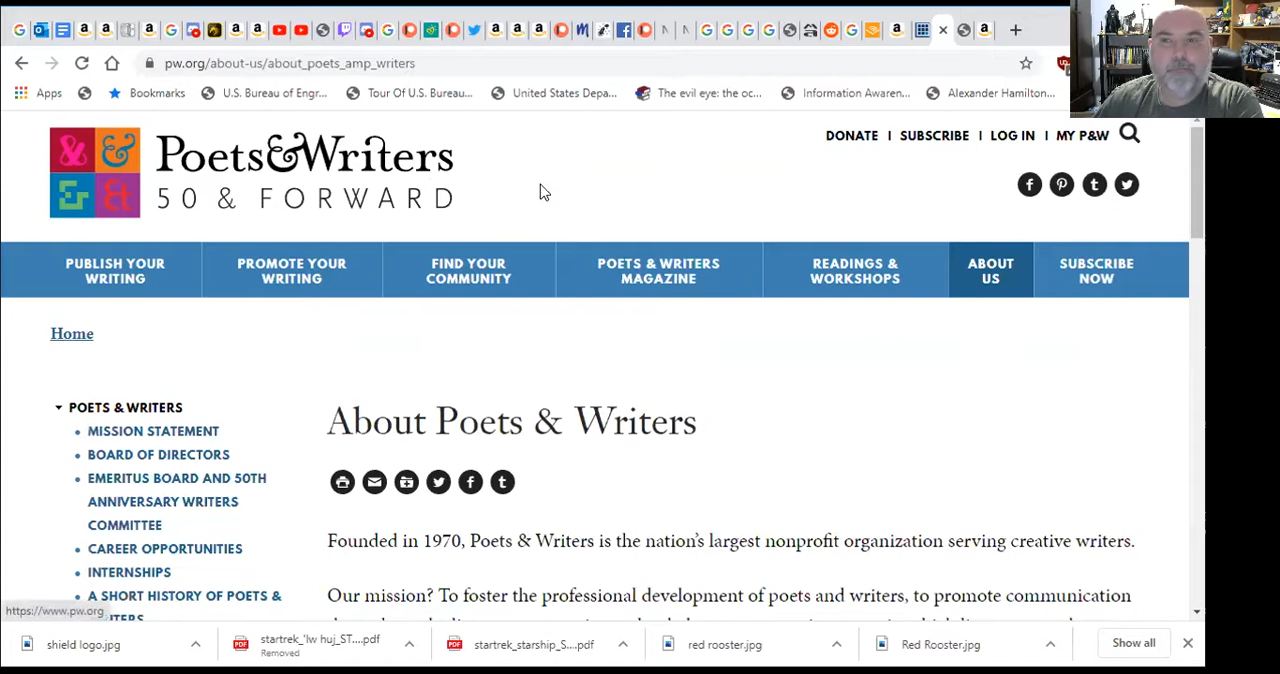 pw.org/about-us/about_poets_amp_writers
Apps
Bookmarks
U.S. Bureau of Engr...
Tour Of U.S. Bureau...
United States Depa...
The evil eye: the oc...
Information Awaren...
Alexander Hamilton...
Poets&Writers
50 & FORWARD
DONATE | SUBSCRIBE | LOG IN | MY P&W
PUBLISH YOUR
WRITING
PROMOTE YOUR
WRITING
FIND YOUR
COMMUNITY
POETS & WRITERS
MAGAZINE
READINGS &
WORKSHOPS
ABOUT
US
SUBSCRIBE
NOW
Home
POETS & WRITERS
MISSION STATEMENT
BOARD OF DIRECTORS
EMERITUS BOARD AND 50TH
ANNIVERSARY WRITERS
COMMITTEE
CAREER OPPORTUNITIES
INTERNSHIPS
A SHORT HISTORY OF POETS &
About Poets & Writers
Founded in 1970, Poets & Writers is the nation's largest nonprofit organization serving creative writers.
Our mission? To foster the professional development of poets and writers, to promote communication
https://www.pw.org
shield logo.jpg
startrek_'lw huj_ST....pdf
Removed
startrek_starship_S....pdf
red rooster.jpg
Red Rooster.jpg
Show all